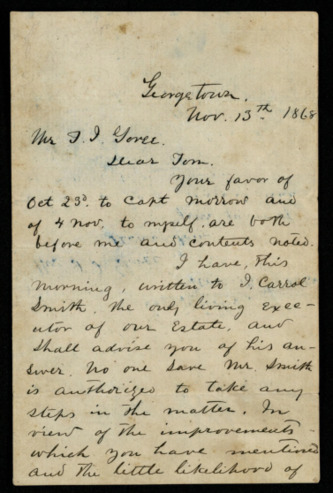 Georgetown.
Nov. 13th 1868
Mr T. J. Goree.
Dear Tom.
Your favor of
Oct 23d. to Capt Morrow and
of 4 Nov. to myself are both
before me and contents noted.
I have, this
morning, written to J. Carrol
Smith, the only living exec-
utor of our Estate, and
shall advise you of his an-
swer. No one save Mr. Smith
is authorized to take any
steps in the matter. In
view of the improvements
which you have mentioned
and the little likelihood of